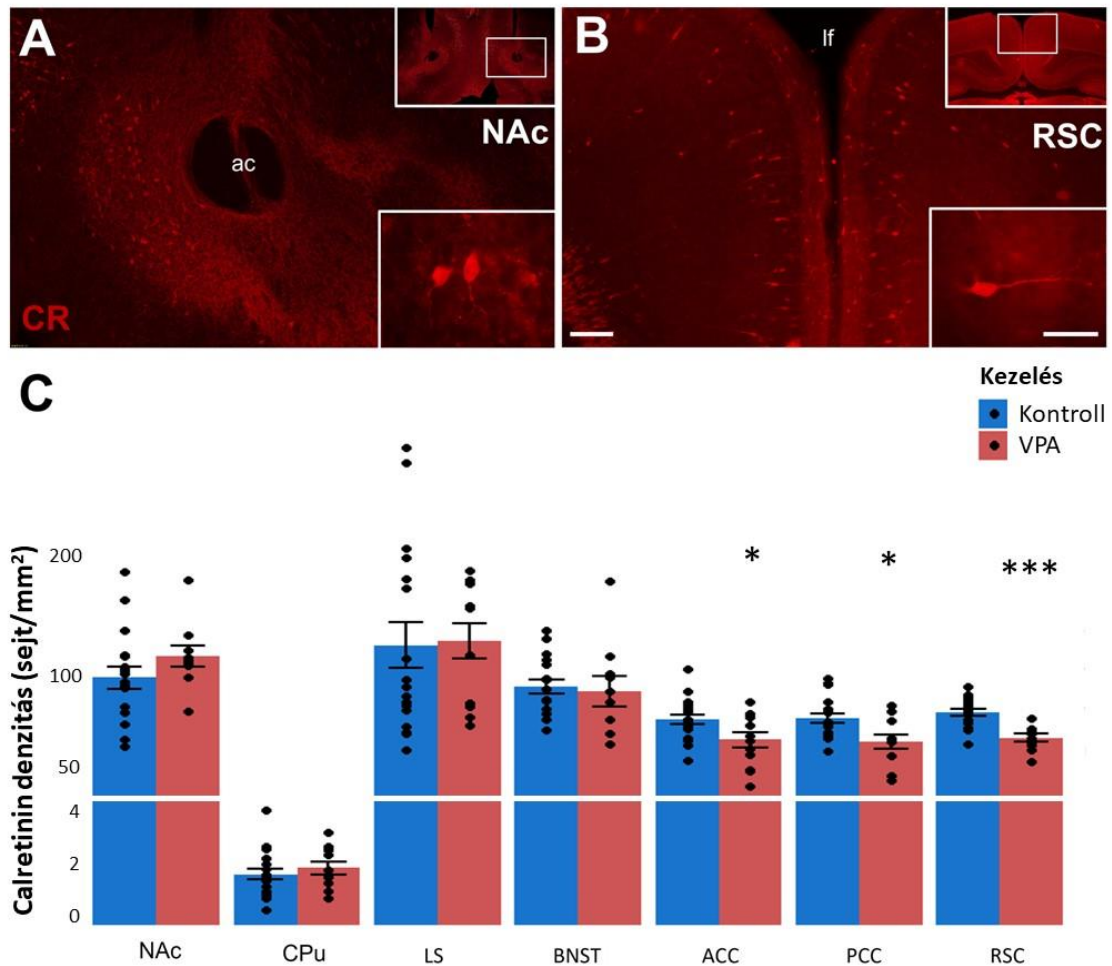 A
NAc
ac
CR
B
lf
RSC
C
Kezelés
Kontroll
VPA
Calretinin denzitás (sejt/mm²)
200
100
50
4
2
0
*
*
***
NAc
CPu
LS
BNST
ACC
PCC
RSC